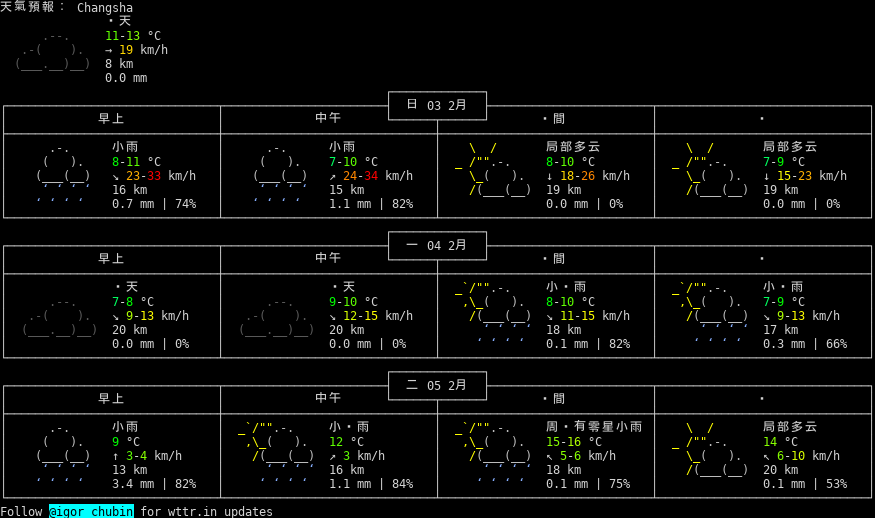 天氣預報： Changsha
・天
11-13 °C
→ 19 km/h
8 km
0.0 mm
日 03 2月
早上 中午 ・間 ・
小雨 小雨 局部多云 局部多云
8-11 °C 7-10 °C 8-10 °C 7-9 °C
↘ 23-33 km/h ↗ 24-34 km/h ↓ 18-26 km/h ↓ 15-23 km/h
16 km 15 km 19 km 19 km
0.7 mm | 74% 1.1 mm | 82% 0.0 mm | 0% 0.0 mm | 0%
一 04 2月
早上 中午 ・間 ・
・天 ・天 小・雨 小・雨
7-8 °C 9-10 °C 8-10 °C 7-9 °C
↘ 9-13 km/h ↘ 12-15 km/h ↘ 11-15 km/h ↘ 9-13 km/h
20 km 20 km 18 km 17 km
0.0 mm | 0% 0.0 mm | 0% 0.1 mm | 82% 0.3 mm | 66%
二 05 2月
早上 中午 ・間 ・
小雨 小・雨 周・有零星小雨 局部多云
9 °C 12 °C 15-16 °C 14 °C
↑ 3-4 km/h ↗ 3 km/h ↖ 5-6 km/h ↖ 6-10 km/h
13 km 16 km 18 km 20 km
3.4 mm | 82% 1.1 mm | 84% 0.1 mm | 75% 0.1 mm | 53%
Follow @igor_chubin for wttr.in updates